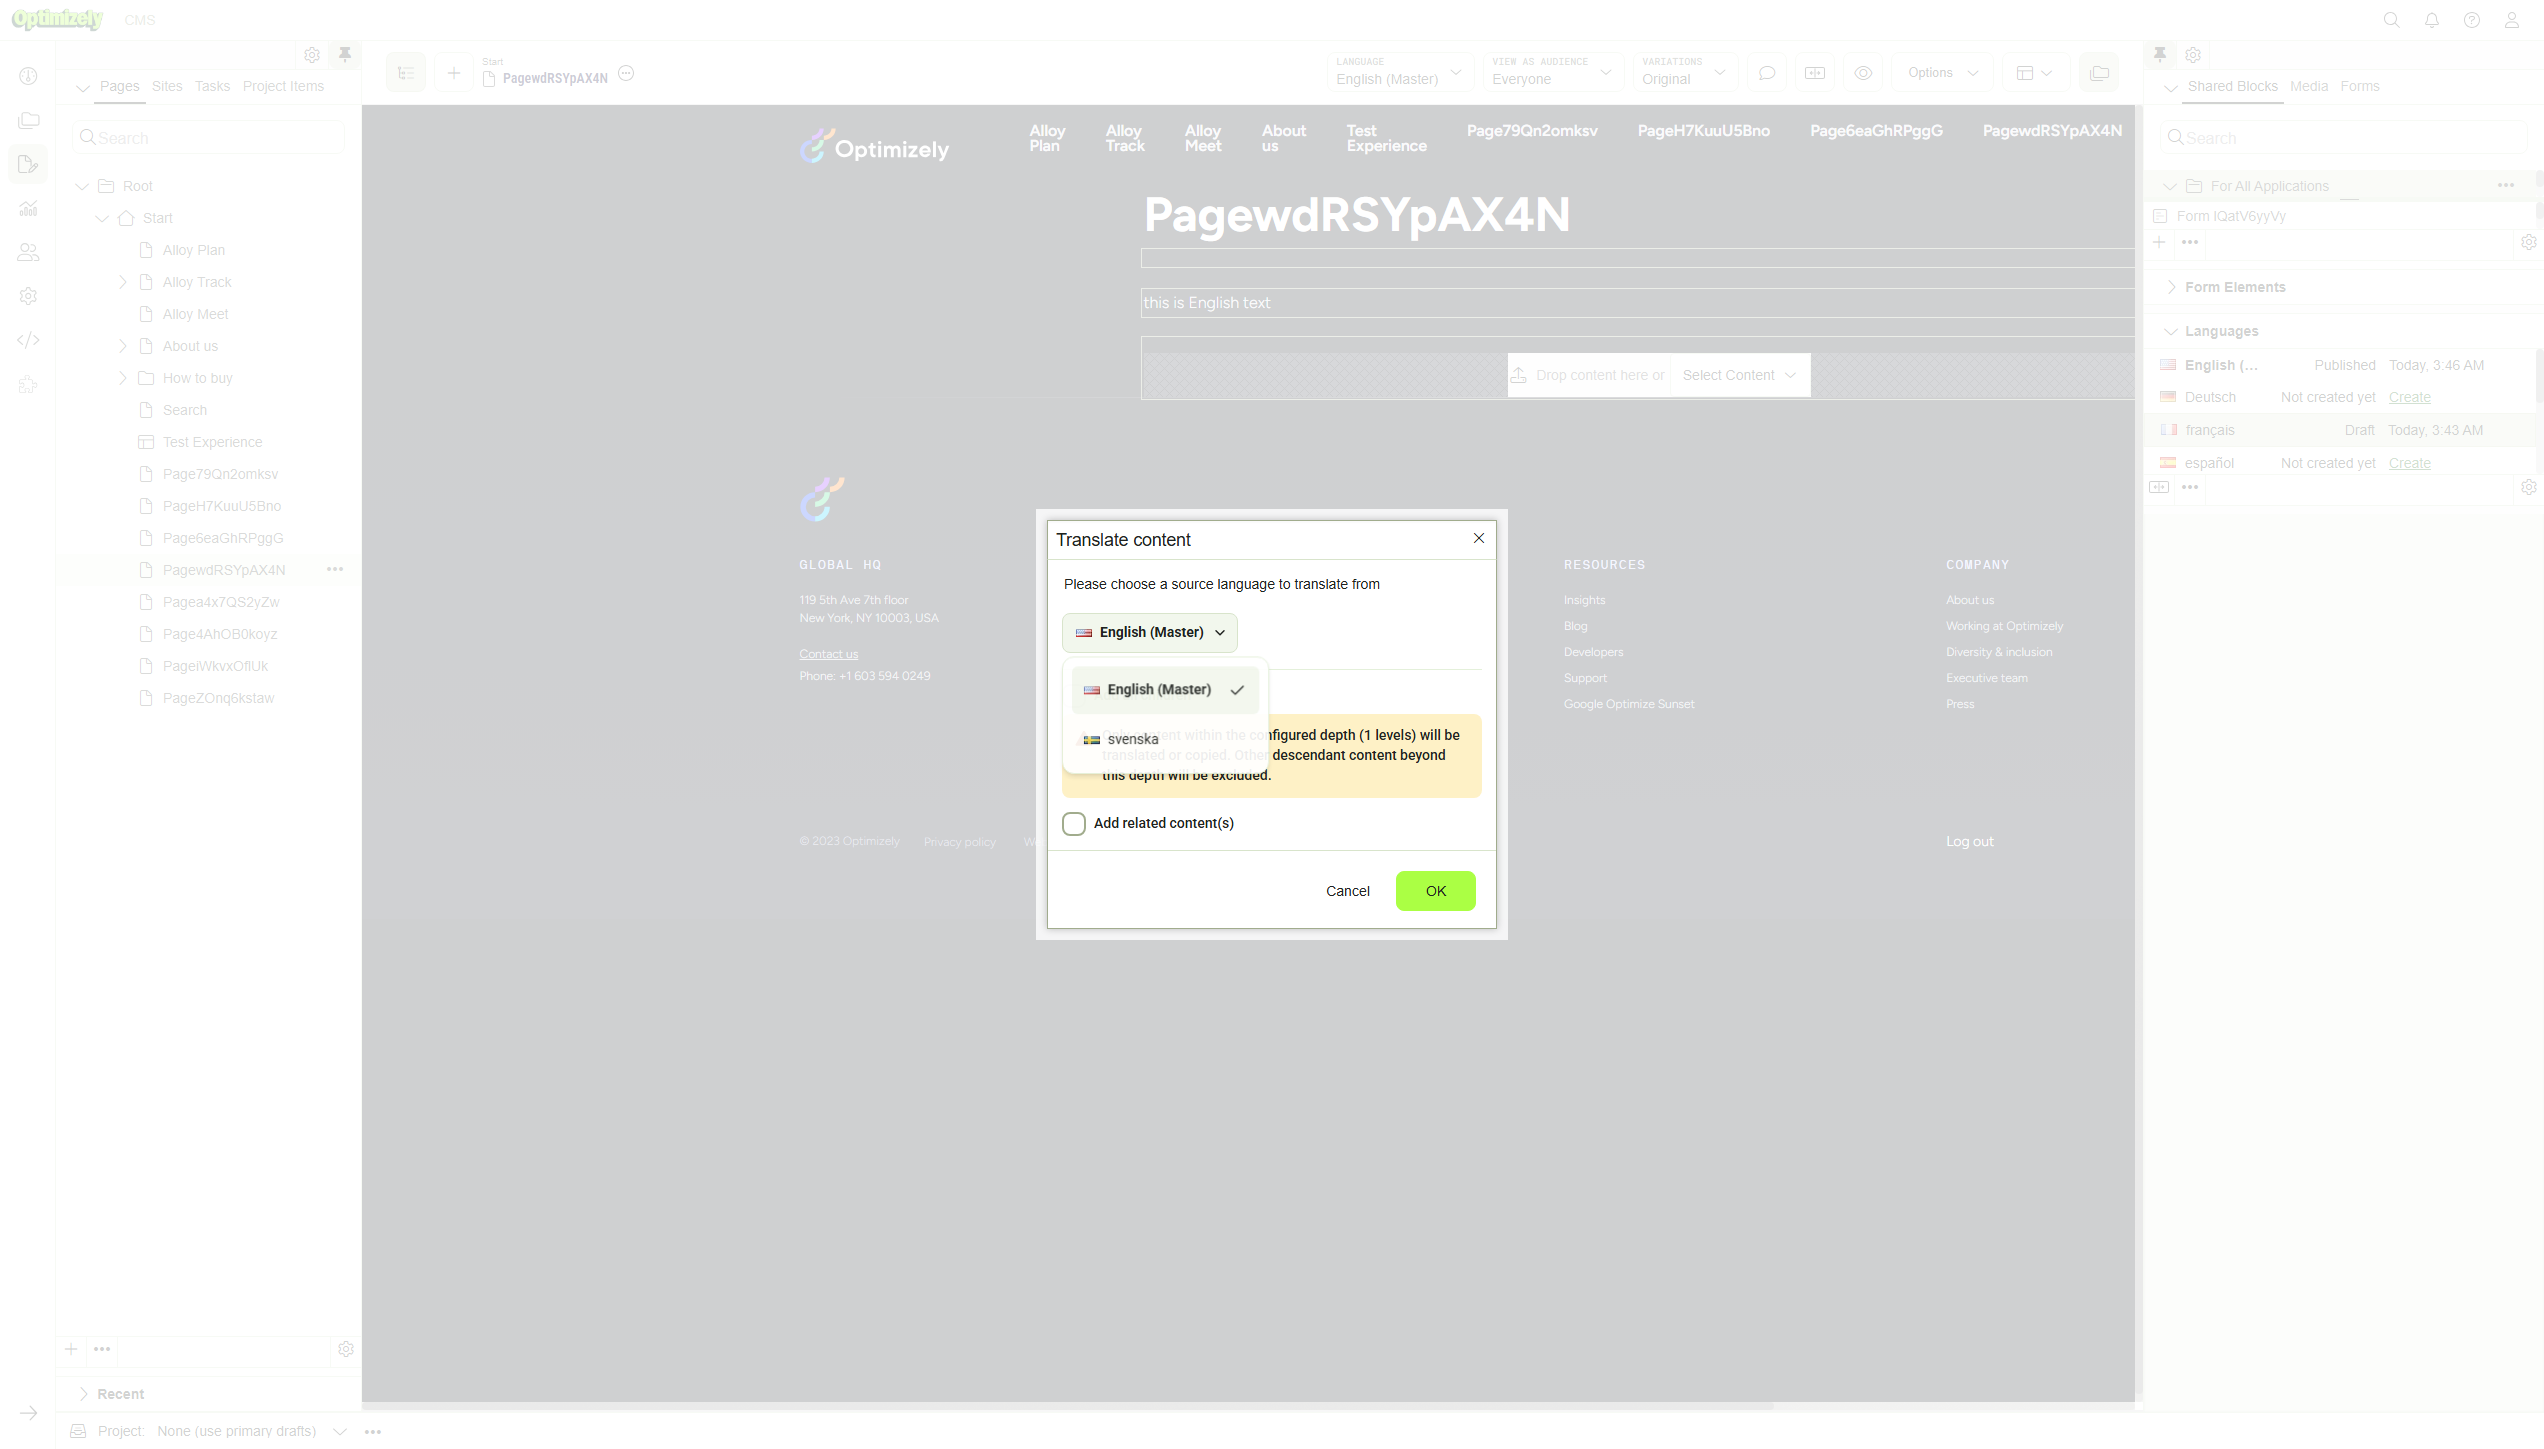 Optimizely
CMS
Pages
Sites
Tasks
Project Items
Search
Root
Start
Alloy Plan
Alloy Track
Alloy Meet
About us
How to buy
Search
Test Experience
Page79Qn2omksv
PageH7KuuU5Bno
Page6eaGhRPggG
PagewdRSYpAX4N
Pagea4x7QS2yZw
Page4AhOB0koyz
PageZOnq6kstaw
Recent
Project: None (use primary drafts)
Start
PagewdRSYpAX4N
LANGUAGE
English (Master)
VIEW AS AUDIENCE
Everyone
VARIATIONS
Original
Options
Optimizely
Alloy
Plan
Alloy
Track
Alloy
Meet
About
us
Test
Experience
Page79Qn2omksv
PageH7KuuU5Bno
Page6eaGhRPggG
PagewdRSYpAX4N
PagewdRSYpAX4N
this is English text
Drop content here or
Select Content
GLOBAL HQ
119 5th Ave 7th floor
New York, NY 10003, USA
Contact us
Phone: +1 603 594 0249
RESOURCES
Insights
Blog
Developers
Support
Google Optimize Sunset
COMPANY
About us
Working at Optimizely
Diversity & inclusion
Executive team
Press
© 2023 Optimizely
Privacy policy
Log out
Translate content
Please choose a source language to translate from
English (Master)
English (Master)
svenska
content within the configured depth (1 levels) will be
translated or copied. Other descendant content beyond
this depth will be excluded.
Add related content(s)
Cancel
OK
Shared Blocks
Media
Forms
Search
For All Applications
Form IQatV6yyVy
Form Elements
Languages
English (... Published Today, 3:46 AM
Deutsch Not created yet Create
français Draft Today, 3:43 AM
español Not created yet Create